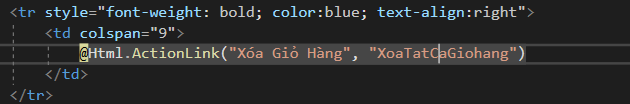 <tr style="font-weight: bold; color:blue; text-align:right">
<td colspan="9">
@Html.ActionLink("Xóa Giỏ Hàng", "XoaTatCaGiohang")
</td>
</tr>